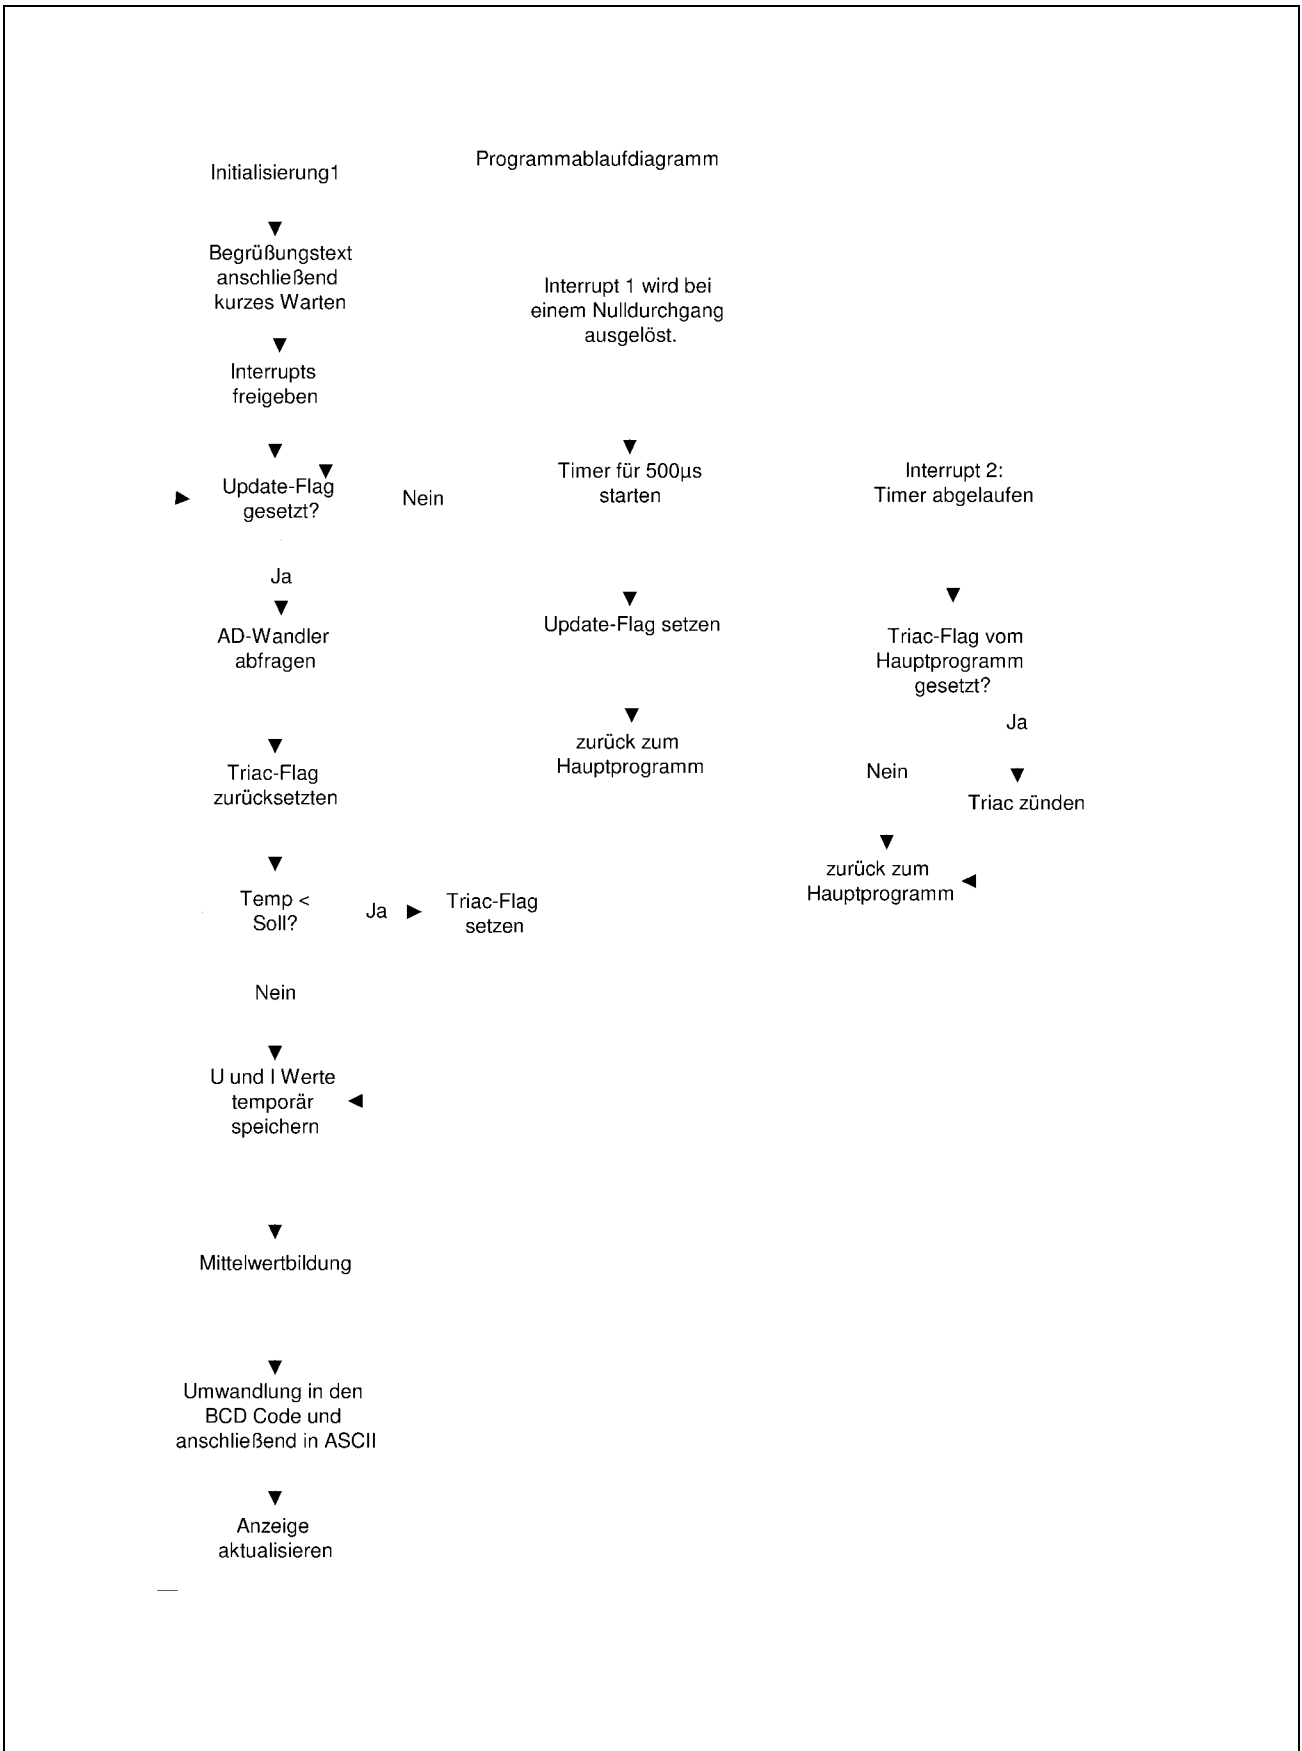 Programmablaufdiagramm
Initialisierung1
Begrüßungstext
anschließend
kurzes Warten
Interrupts
freigeben
Update-Flag
gesetzt?
Nein
Ja
AD-Wandler
abfragen
Triac-Flag
zurücksetzten
Temp <
Soll?
Ja
Triac-Flag
setzen
Nein
U und I Werte
temporär
speichern
Mittelwertbildung
Umwandlung in den
BCD Code und
anschließend in ASCII
Anzeige
aktualisieren
Interrupt 1 wird bei
einem Nulldurchgang
ausgelöst.
Timer für 500µs
starten
Update-Flag setzen
zurück zum
Hauptprogramm
Interrupt 2:
Timer abgelaufen
Triac-Flag vom
Hauptprogramm
gesetzt?
Ja
Nein
Triac zünden
zurück zum
Hauptprogramm